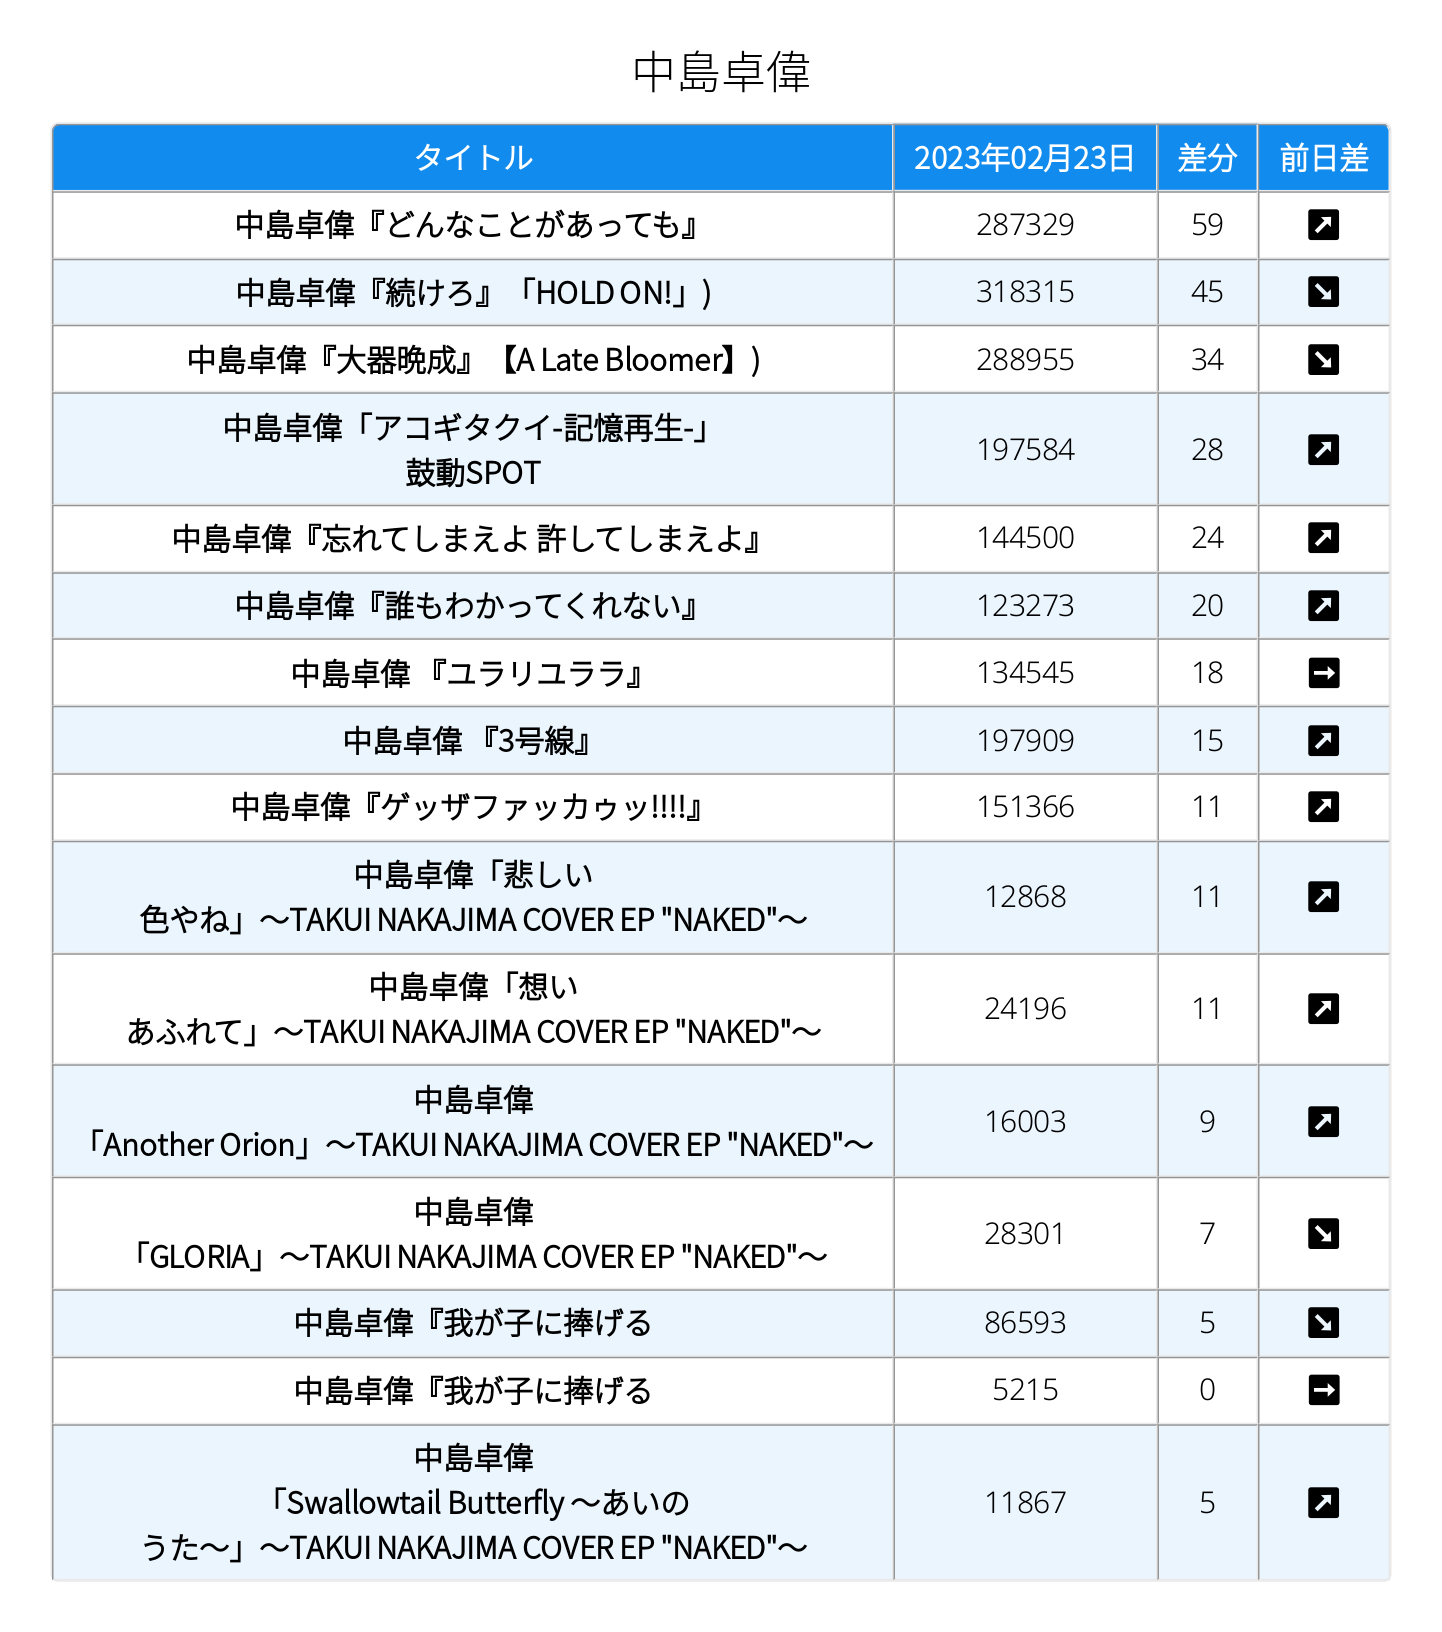 中島卓偉
タイトル 2023年02月23日 差分 前日差
中島卓偉『どんなことがあっても』 287329 59
中島卓偉『続けろ』「HOLD ON!」) 318315 45
中島卓偉『大器晩成』【A Late Bloomer】) 288955 34
中島卓偉「アコギタクイ-記憶再生-」
鼓動SPOT 197584 28
中島卓偉『忘れてしまえよ 許してしまえよ』 144500 24
中島卓偉『誰もわかってくれない』 123273 20
中島卓偉 『ユラリユララ』 134545 18
中島卓偉 『3号線』 197909 15
中島卓偉『ゲッザファッカゥッ!!!!』 151366 11
中島卓偉「悲しい
色やね」〜TAKUI NAKAJIMA COVER EP "NAKED"〜 12868 11
中島卓偉「想い
あふれて」〜TAKUI NAKAJIMA COVER EP "NAKED"〜 24196 11
中島卓偉
「Another Orion」〜TAKUI NAKAJIMA COVER EP "NAKED"〜 16003 9
中島卓偉
「GLORIA」〜TAKUI NAKAJIMA COVER EP "NAKED"〜 28301 7
中島卓偉『我が子に捧げる 86593 5
中島卓偉『我が子に捧げる 5215 0
中島卓偉
「Swallowtail Butterfly 〜あいの
うた〜」〜TAKUI NAKAJIMA COVER EP "NAKED"〜 11867 5